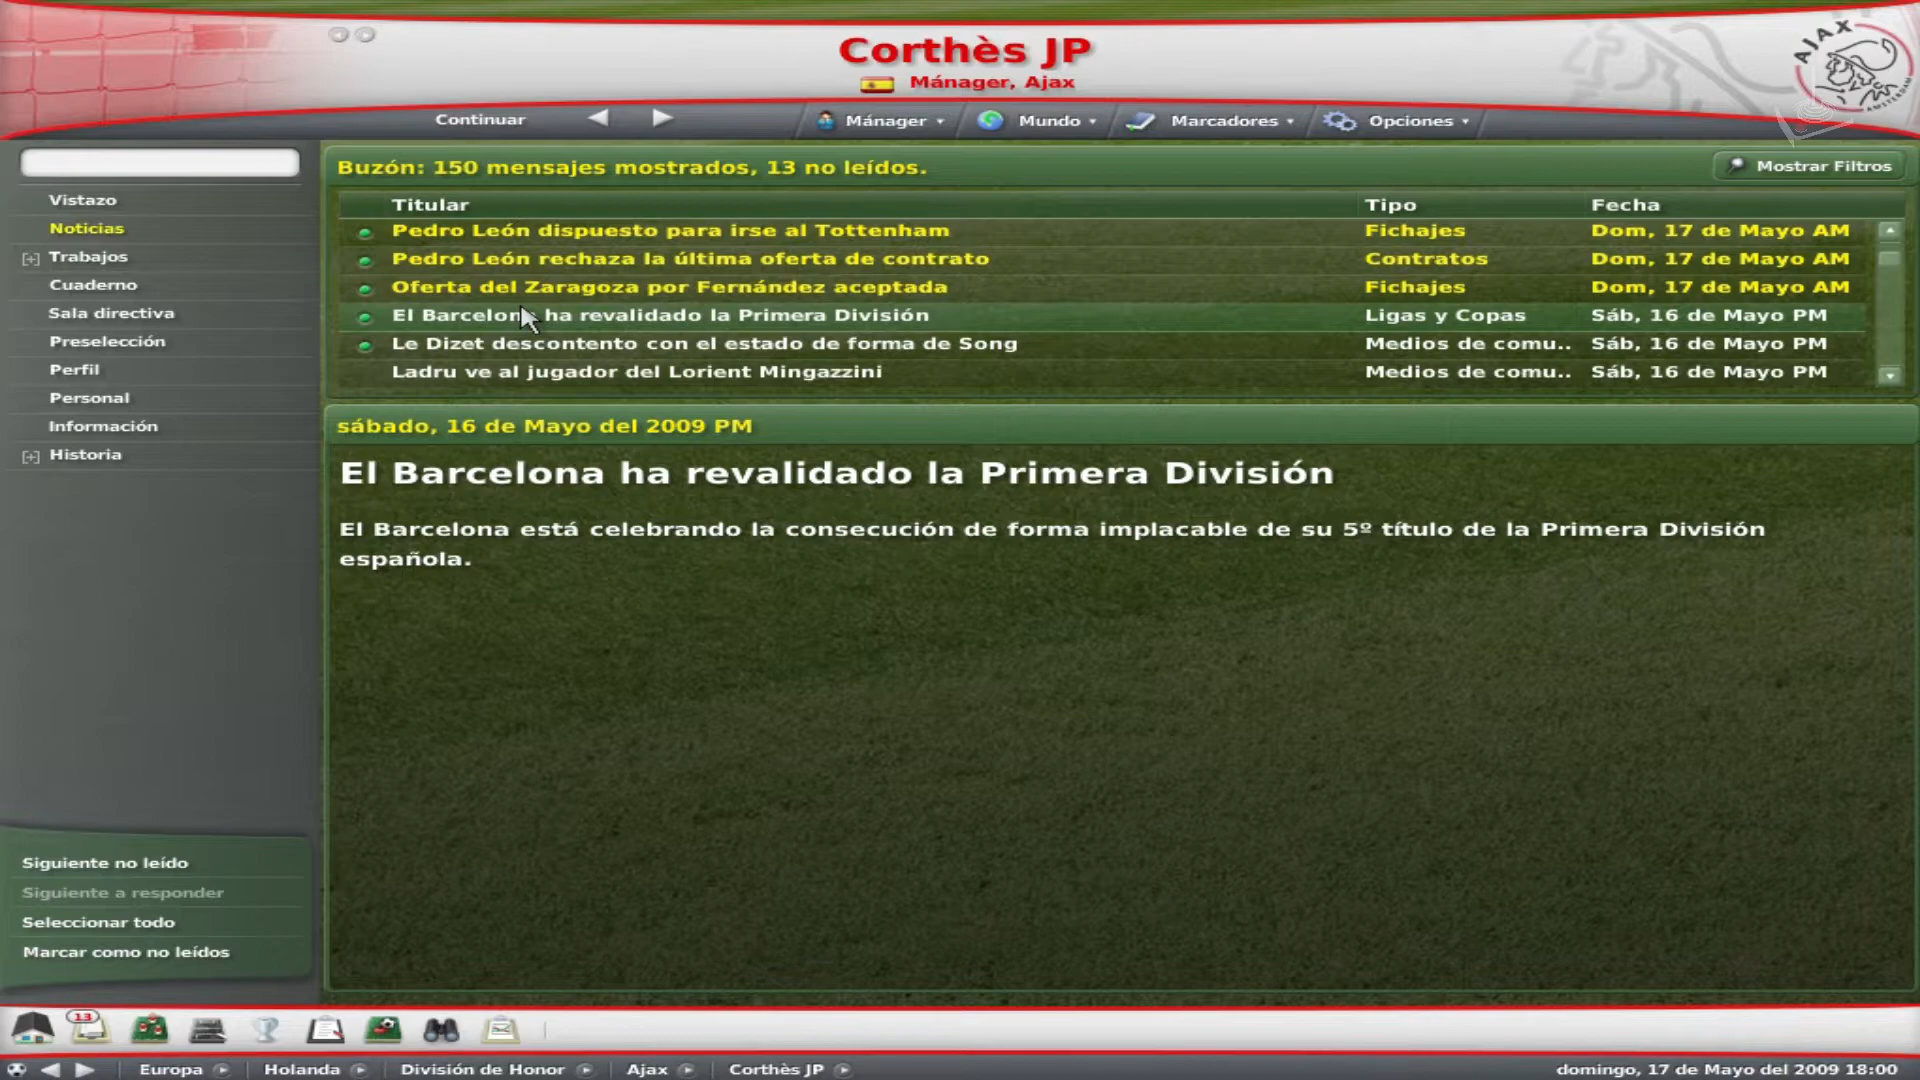 Corthès JP
Mánager, Ajax
AJAX
AMSTERDAM
Continuar
Mánager
Mundo
Marcadores
Opciones
Buzón: 150 mensajes mostrados, 13 no leídos.
Mostrar Filtros
Vistazo
Noticias
[+] Trabajos
Cuaderno
Sala directiva
Preselección
Perfil
Personal
Información
[+] Historia
Titular Tipo Fecha
Pedro León dispuesto para irse al Tottenham Fichajes Dom, 17 de Mayo AM
Pedro León rechaza la última oferta de contrato Contratos Dom, 17 de Mayo AM
Oferta del Zaragoza por Fernández aceptada Fichajes Dom, 17 de Mayo AM
El Barcelona ha revalidado la Primera División Ligas y Copas Sáb, 16 de Mayo PM
Le Dizet descontento con el estado de forma de Song Medios de comu.. Sáb, 16 de Mayo PM
Ladru ve al jugador del Lorient Mingazzini Medios de comu.. Sáb, 16 de Mayo PM
sábado, 16 de Mayo del 2009 PM
El Barcelona ha revalidado la Primera División
El Barcelona está celebrando la consecución de forma implacable de su 5º título de la Primera División
española.
Siguiente no leído
Siguiente a responder
Seleccionar todo
Marcar como no leídos
13
Europa
Holanda
División de Honor
Ajax
Corthès JP
domingo, 17 de Mayo del 2009 18:00